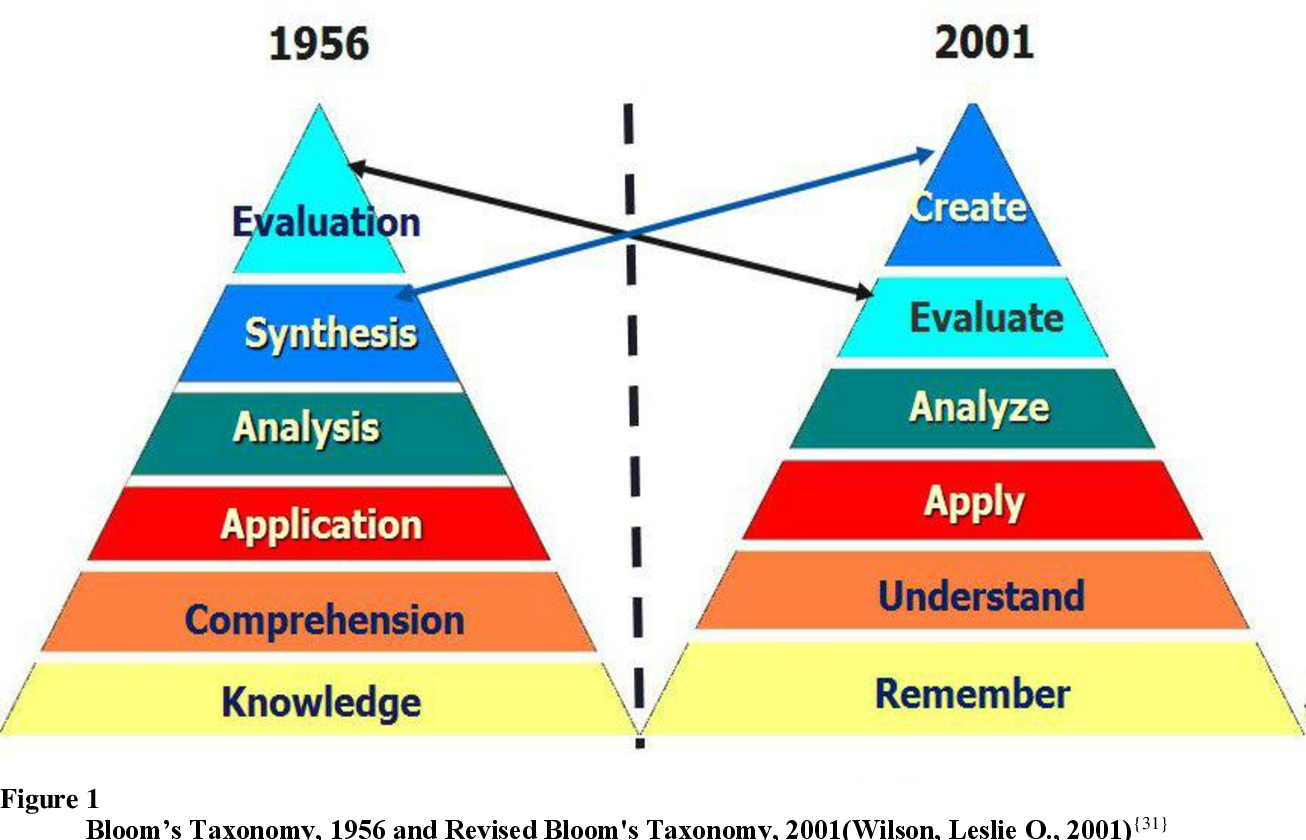 1956
2001
Evaluation
Synthesis
Analysis
Application
Comprehension
Knowledge
Create
Evaluate
Analyze
Apply
Understand
Remember
Figure 1
Bloom’s Taxonomy, 1956 and Revised Bloom's Taxonomy, 2001(Wilson, Leslie O., 2001){31}